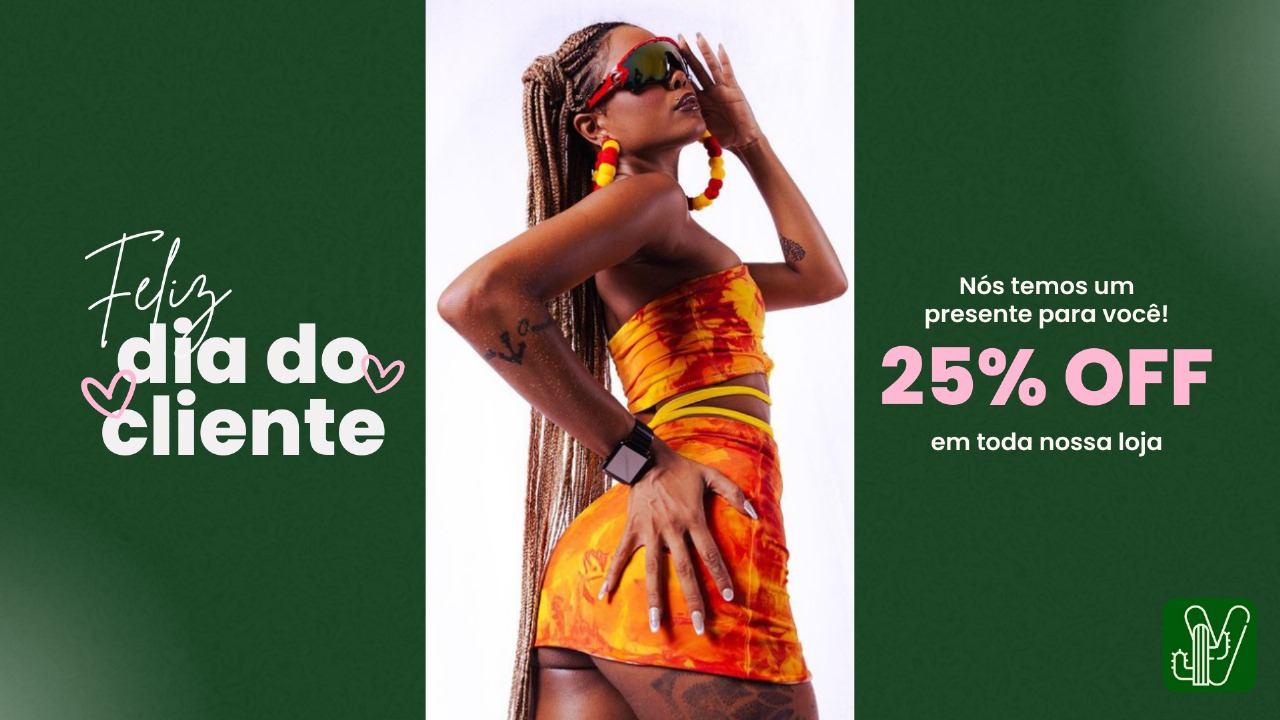 Feliz
dia do
cliente
Nós temos um
presente para você!
25% OFF
em toda nossa loja